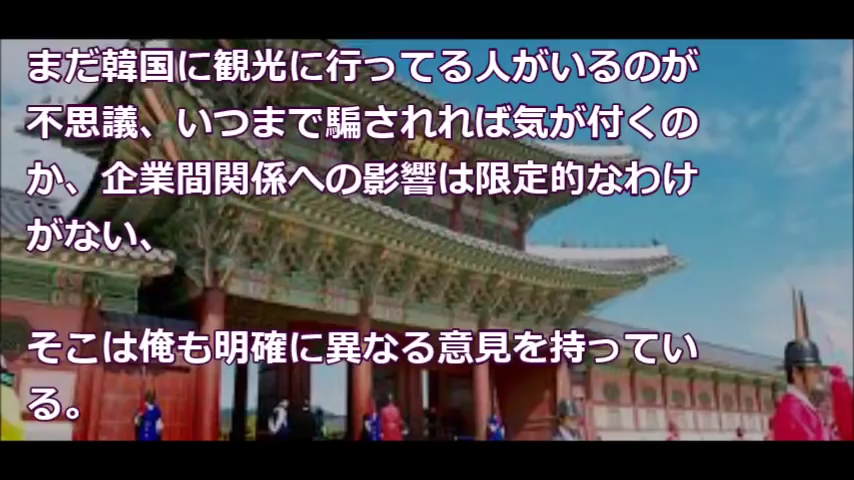 まだ韓国に観光に行ってる人がいるのが
不思議、いつまで騙されれば気が付くの
か、企業間関係への影響は限定的なわけ
がない、
そこは俺も明確に異なる意見を持ってい
る。